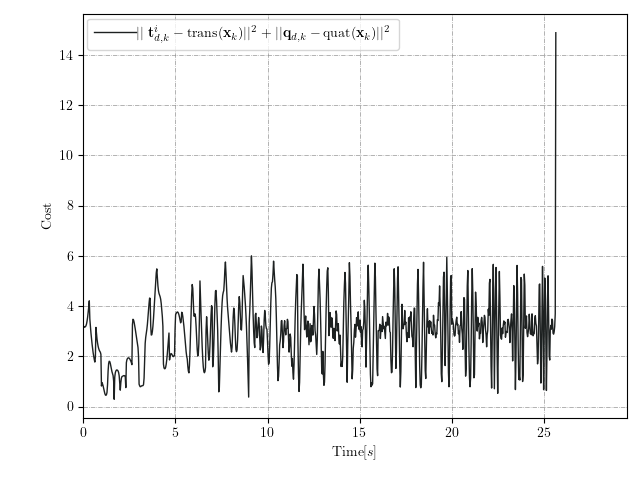 || t^i_{d,k} − trans(x_k)||^2 + ||q_{d,k} − quat(x_k)||^2
14
12
10
8
6
4
2
0
Cost
0 5 10 15 20 25
Time[s]